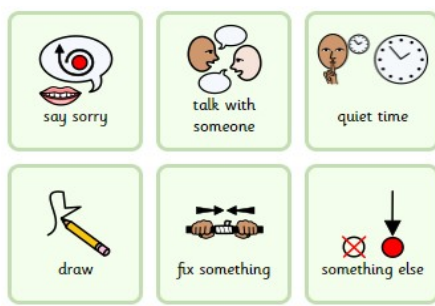 say sorry
talk with
someone
quiet time
draw
fix something
something else